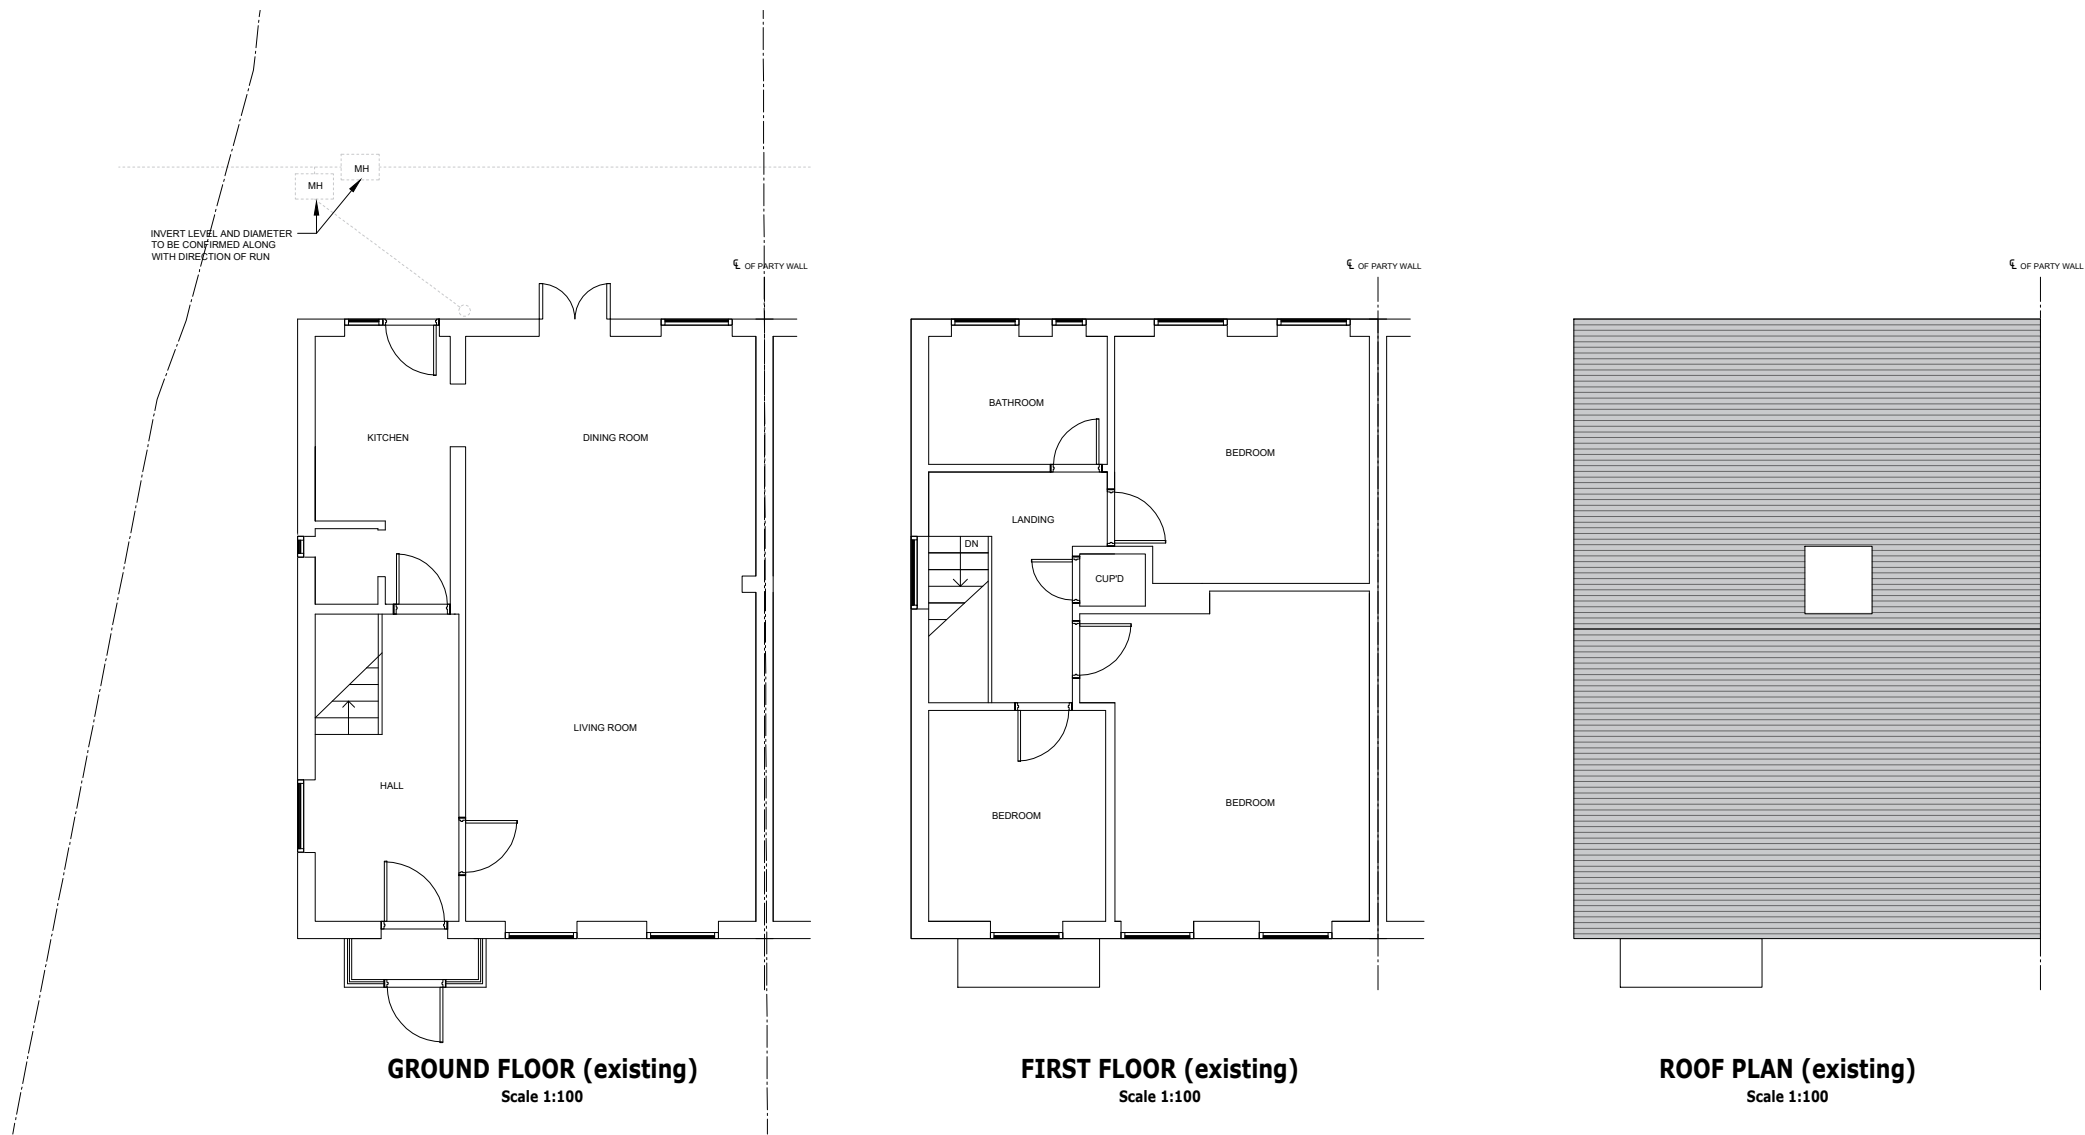 MH
MH
INVERT LEVEL AND DIAMETER
TO BE CONFIRMED ALONG
WITH DIRECTION OF RUN
℄ OF PARTY WALL
KITCHEN
DINING ROOM
LIVING ROOM
HALL
GROUND FLOOR (existing)
Scale 1:100
℄ OF PARTY WALL
BATHROOM
BEDROOM
LANDING
DN
CUP'D
BEDROOM
BEDROOM
FIRST FLOOR (existing)
Scale 1:100
℄ OF PARTY WALL
ROOF PLAN (existing)
Scale 1:100